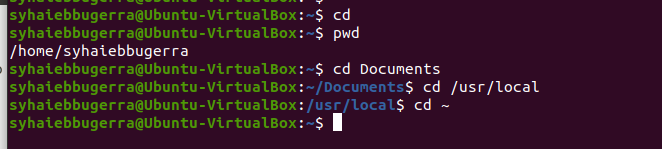 syhaiebbugerra@Ubuntu-VirtualBox:~$ cd
syhaiebbugerra@Ubuntu-VirtualBox:~$ pwd
/home/syhaiebbugerra
syhaiebbugerra@Ubuntu-VirtualBox:~$ cd Documents
syhaiebbugerra@Ubuntu-VirtualBox:~/Documents$ cd /usr/local
syhaiebbugerra@Ubuntu-VirtualBox:/usr/local$ cd ~
syhaiebbugerra@Ubuntu-VirtualBox:~$